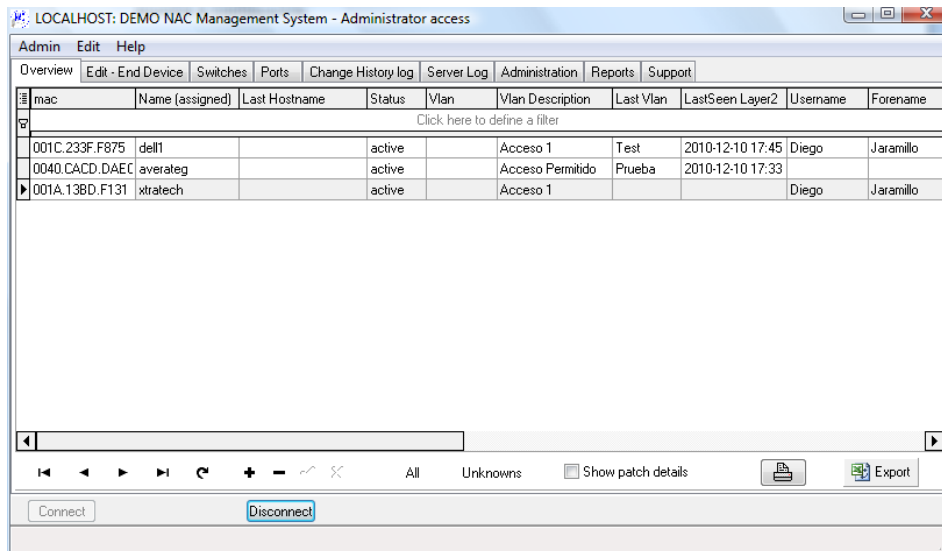 LOCALHOST: DEMO NAC Management System - Administrator access
Admin Edit Help
Overview Edit - End Device Switches Ports Change History log Server Log Administration Reports Support
mac Name (assigned) Last Hostname Status Vlan Vlan Description Last Vlan LastSeen Layer2 Username Forename
Click here to define a filter
001C.233F.F875 dell1 active Acceso 1 Test 2010-12-10 17:45 Diego Jaramillo
0040.CACD.DAEC averateg active Acceso Permitido Prueba 2010-12-10 17:33
001A.13BD.F131 xtratech active Acceso 1 Diego Jaramillo
All Unknowns Show patch details Export
Connect Disconnect